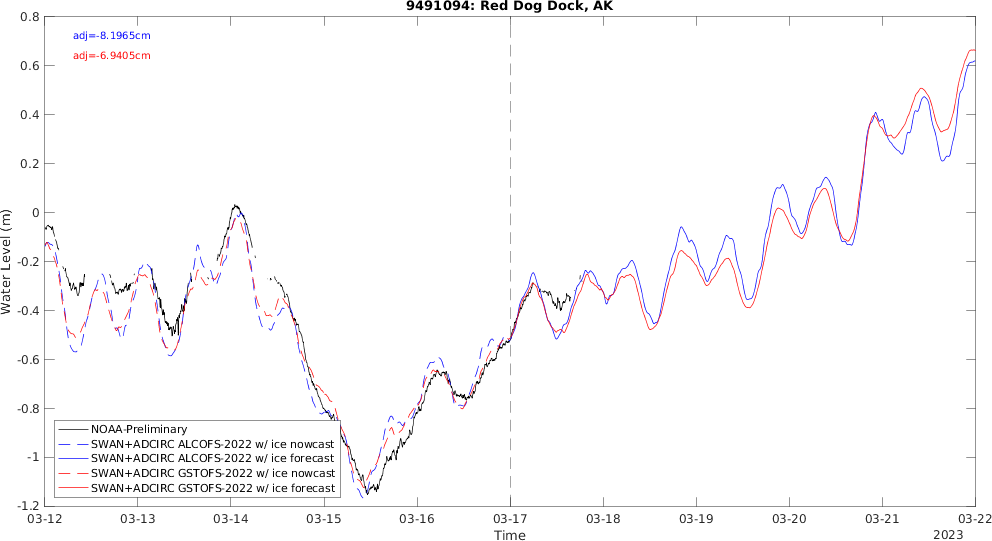 9491094: Red Dog Dock, AK
adj=-8.1965cm
adj=-6.9405cm
Water Level (m)
0.8
0.6
0.4
0.2
0
-0.2
-0.4
-0.6
-0.8
-1
-1.2
NOAA-Preliminary
SWAN+ADCIRC ALCOFS-2022 w/ ice nowcast
SWAN+ADCIRC ALCOFS-2022 w/ ice forecast
SWAN+ADCIRC GSTOFS-2022 w/ ice nowcast
SWAN+ADCIRC GSTOFS-2022 w/ ice forecast
03-12 03-13 03-14 03-15 03-16 03-17 03-18 03-19 03-20 03-21 03-22
Time
2023